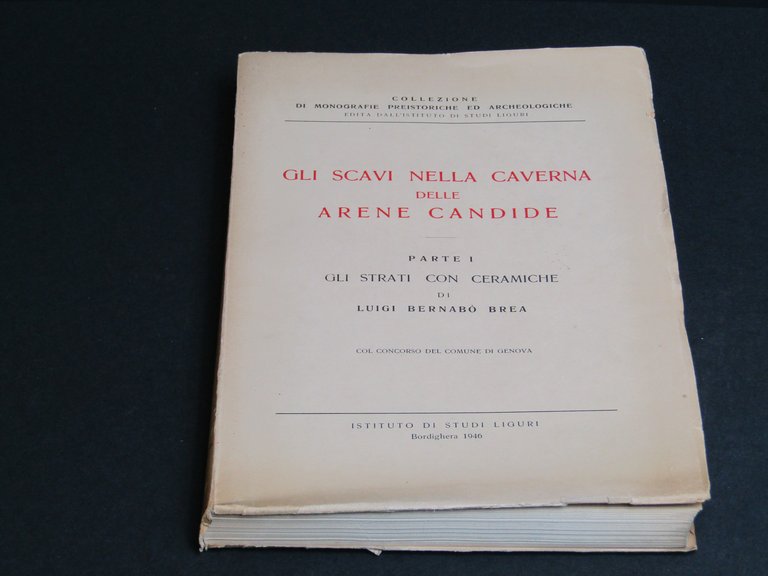 COLLEZIONE
DI MONOGRAFIE PREISTORICHE ED ARCHEOLOGICHE
EDITA DALL'ISTITUTO DI STUDI LIGURI
GLI SCAVI NELLA CAVERNA
DELLE
ARENE CANDIDE
PARTE I
GLI STRATI CON CERAMICHE
DI
LUIGI BERNABÒ BREA
COL CONCORSO DEL COMUNE DI GENOVA
ISTITUTO DI STUDI LIGURI
Bordighera 1946